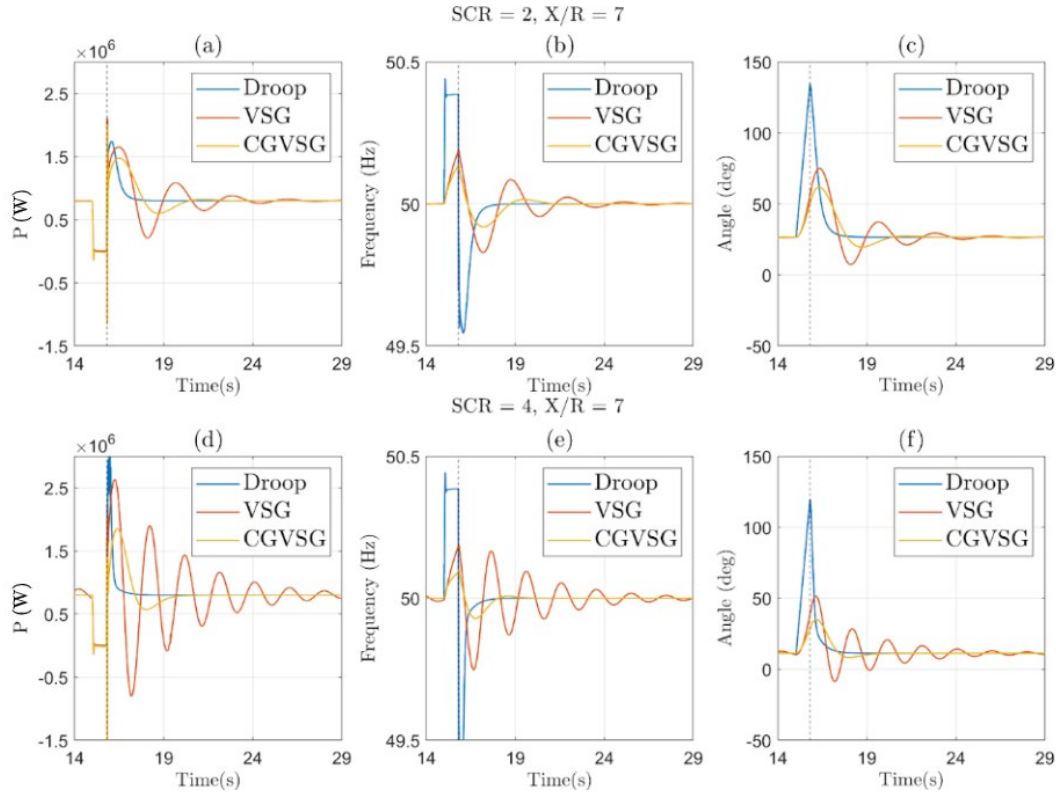 SCR = 2, X/R = 7
(a)
×10⁶
2.5
1.5
0.5
-0.5
-1.5
P (W)
14 19 24 29
Time(s)
Droop
VSG
CGVSG
(b)
50.5
50
49.5
Frequency (Hz)
14 19 24 29
Time(s)
Droop
VSG
CGVSG
(c)
150
100
50
0
-50
Angle (deg)
14 19 24 29
Time(s)
Droop
VSG
CGVSG
SCR = 4, X/R = 7
(d)
×10⁶
2.5
1.5
0.5
-0.5
-1.5
P (W)
14 19 24 29
Time(s)
Droop
VSG
CGVSG
(e)
50.5
50
49.5
Frequency (Hz)
14 19 24 29
Time(s)
Droop
VSG
CGVSG
(f)
150
100
50
0
-50
Angle (deg)
14 19 24 29
Time(s)
Droop
VSG
CGVSG